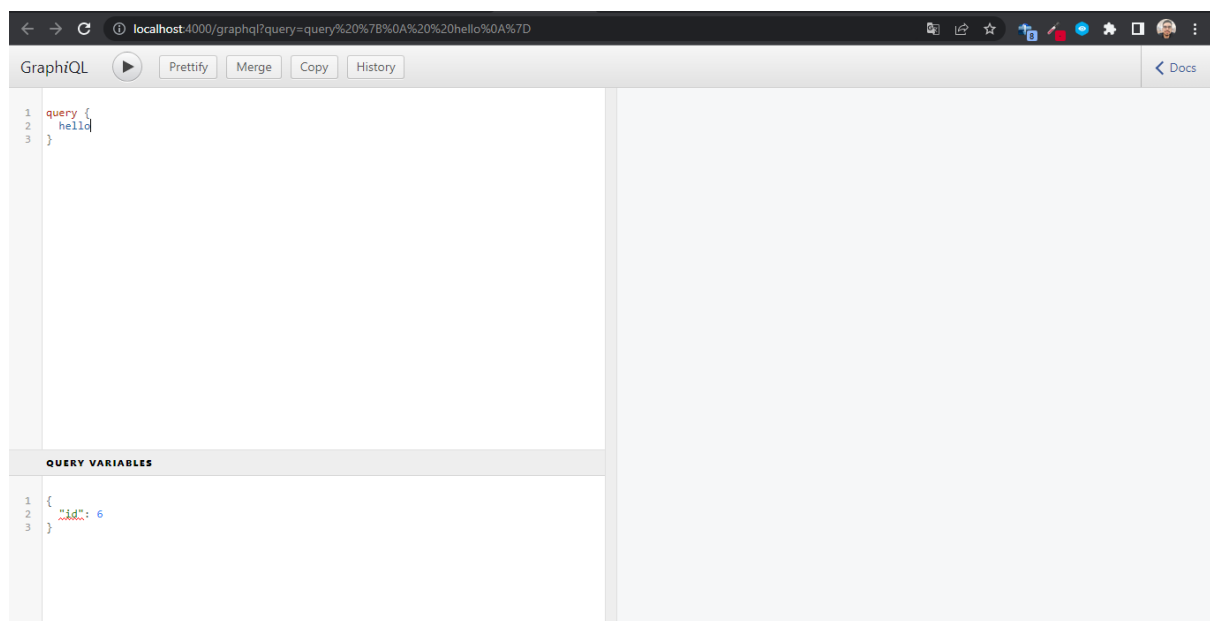 localhost:4000/graphql?query=query%20%7B%0A%20%20hello%0A%7D
8
GraphiQL Prettify Merge Copy History Docs
1 query {
2 hello
3 }
QUERY VARIABLES
1 {
2 "id": 6
3 }